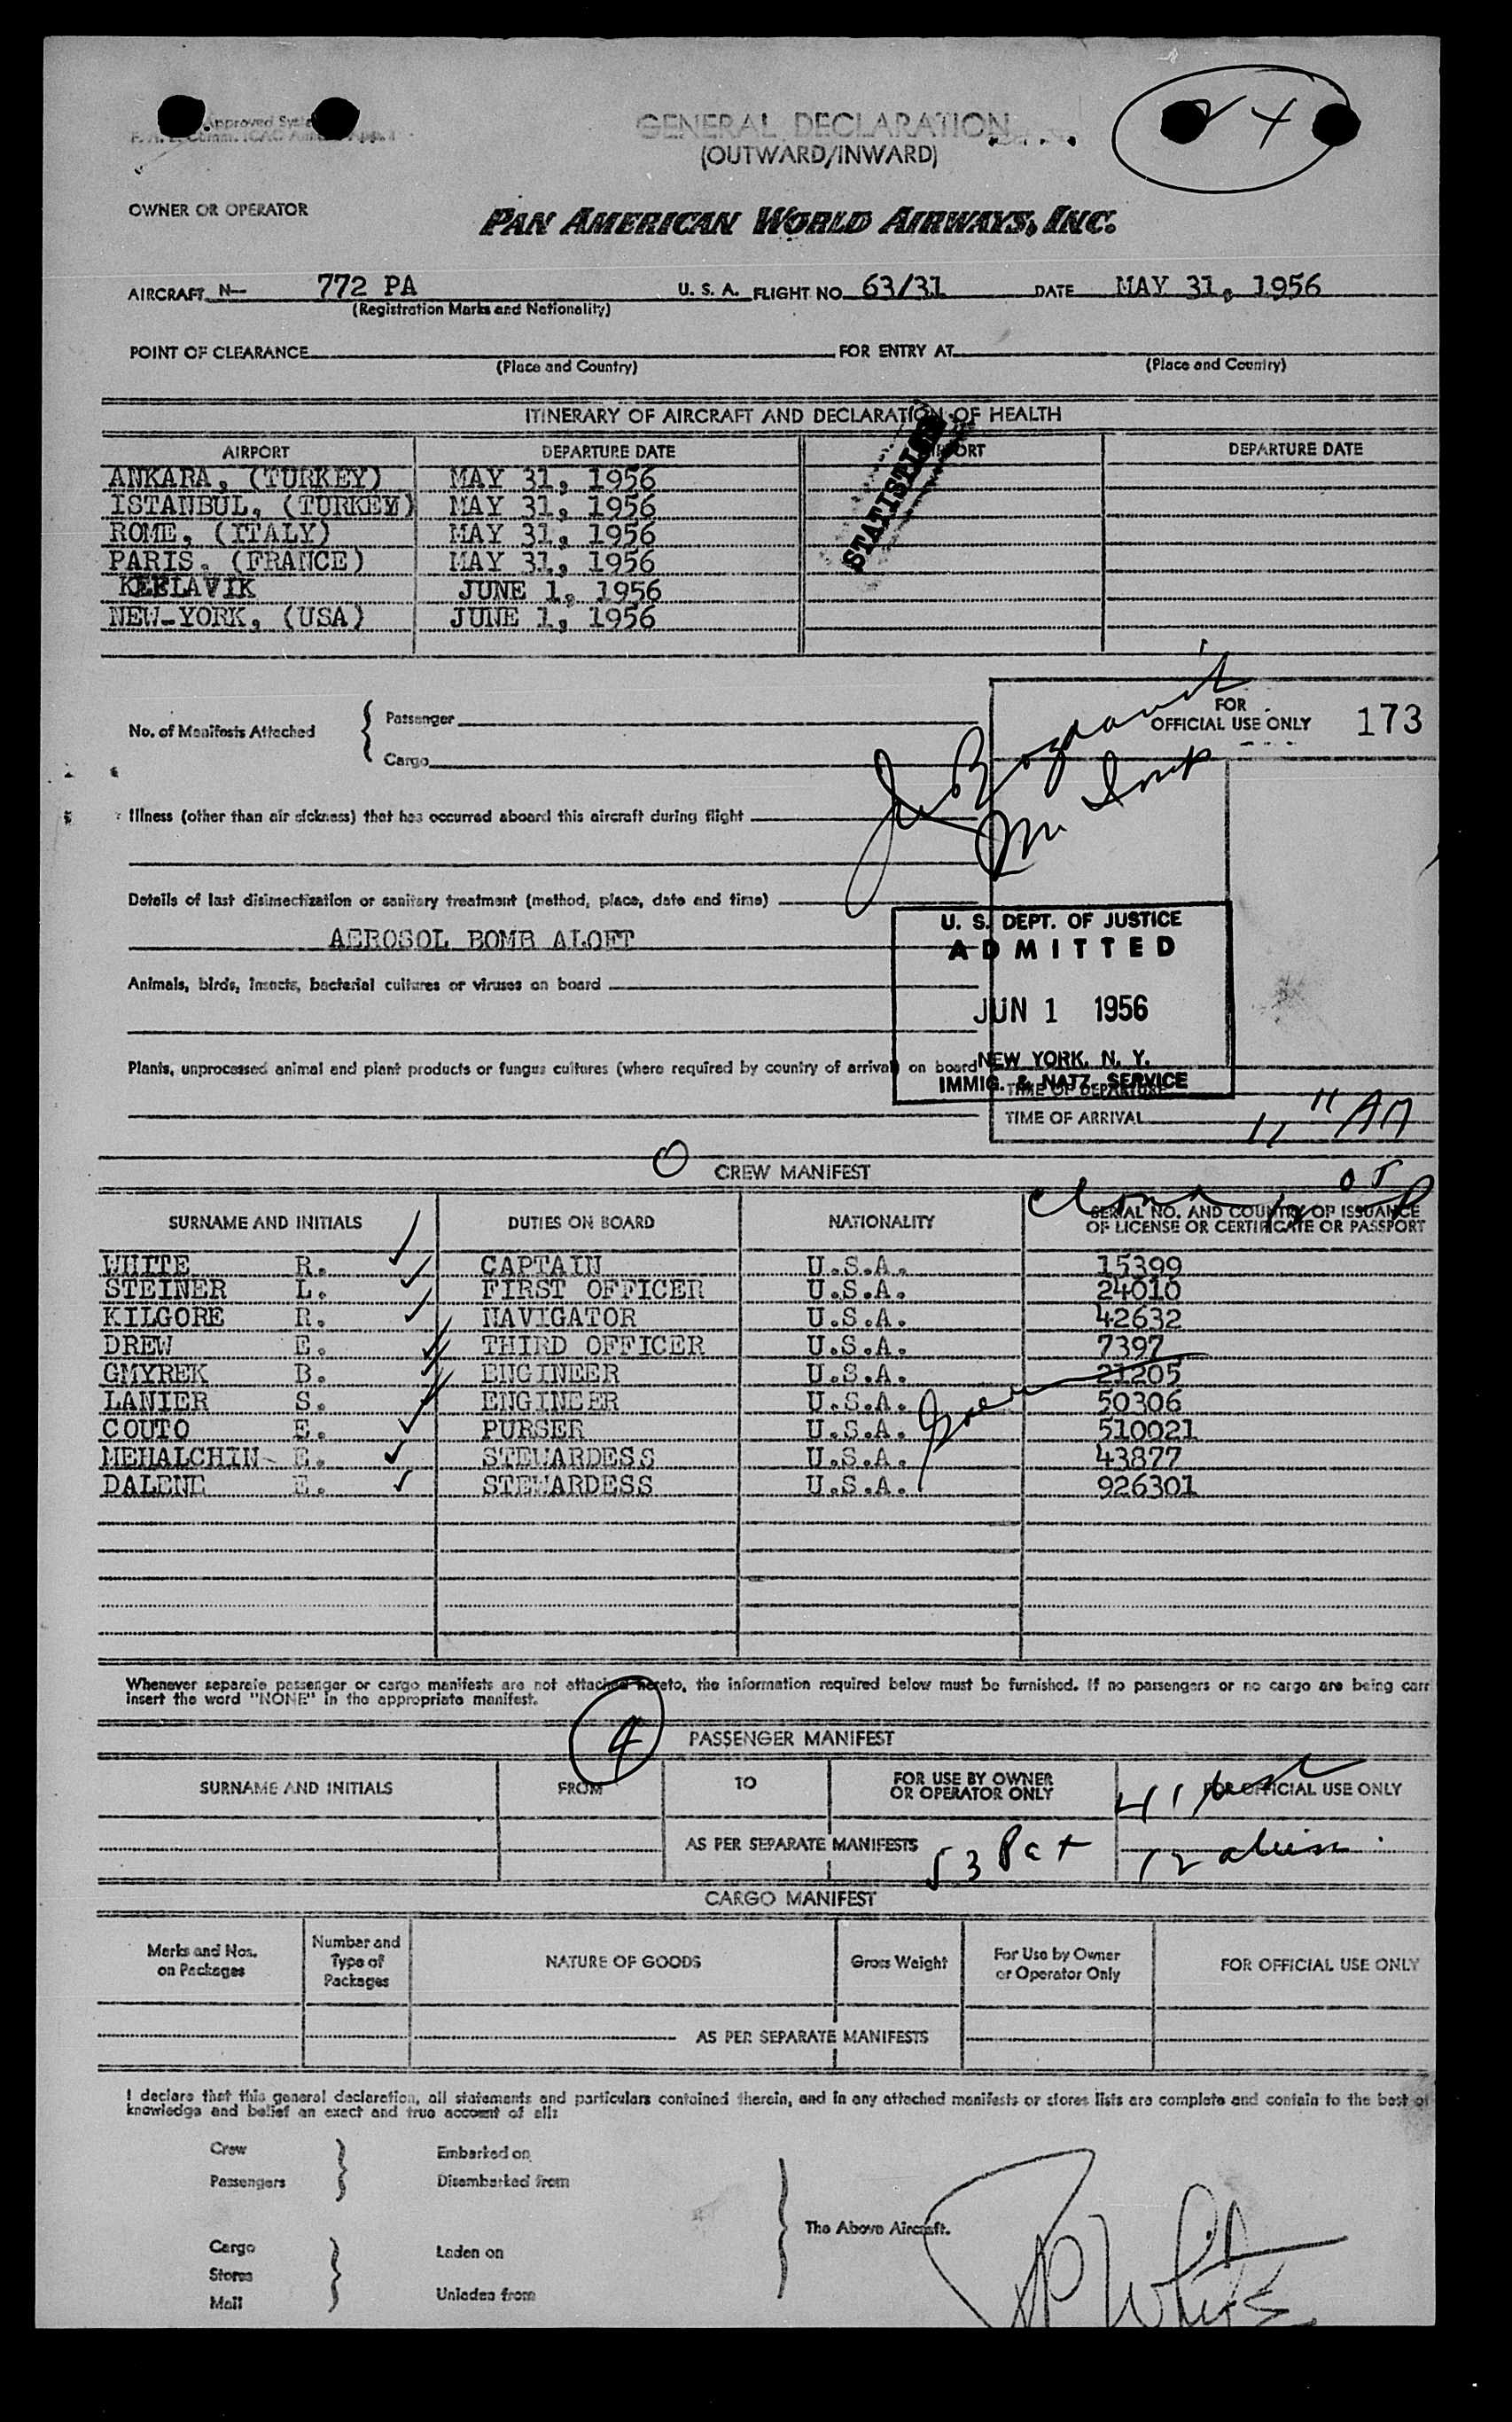 Approved
GENERAL DECLARATION
(OUTWARD/INWARD)
4
OWNER OR OPERATOR
PAN AMERICAN WORLD AIRWAYS, INC.
AIRCRAFT N— 772 PA U. S. A. FLIGHT NO. 63/31 DATE MAY 31, 1956
(Registration Marks and Nationality)
POINT OF CLEARANCE FOR ENTRY AT
(Place and Country) (Place and Country)
ITINERARY OF AIRCRAFT AND DECLARATION OF HEALTH
AIRPORT DEPARTURE DATE AIRPORT DEPARTURE DATE
STATISTICS
ANKARA, (TURKEY) MAY 31, 1956
ISTANBUL, (TURKEY) MAY 31, 1956
ROME, (ITALY) MAY 31, 1956
PARIS. (FRANCE) MAY 31, 1956
KEFLAVIK JUNE 1, 1956
NEW-YORK, (USA) JUNE 1, 1956
FOR
OFFICIAL USE ONLY 173
No. of Manifests Attached { Passenger
Cargo
Illness (other than air sickness) that has occurred aboard this aircraft during flight
Details of last disinsectization or sanitary treatment (method, place, date and time)
AEROSOL BOMB ALOFT
U. S. DEPT. OF JUSTICE
ADMITTED
JUN 1 1956
NEW YORK, N. Y.
IMMIG. & NATZ. SERVICE
Animals, birds, insects, bacterial cultures or viruses on board
Plants, unprocessed animal and plant products or fungus cultures (where required by country of arrival) on board
TIME OF DEPARTURE
TIME OF ARRIVAL 11 11 AM
O CREW MANIFEST
SURNAME AND INITIALS DUTIES ON BOARD NATIONALITY SERIAL NO. AND COUNTRY OF ISSUANCE
OF LICENSE OR CERTIFICATE OR PASSPORT
WHITE R. CAPTAIN U.S.A. 15399
STEINER L. FIRST OFFICER U.S.A. 24010
KILGORE R. NAVIGATOR U.S.A. 42632
DREW E. THIRD OFFICER U.S.A. 7397
GMYREK B. ENGINEER U.S.A. 21205
LANIER S. ENGINEER U.S.A. 50306
COUTO E. PURSER U.S.A. 510021
MEHALCHIN E. STEWARDESS U.S.A. 43877
DALENE E. STEWARDESS U.S.A. 926301
Whenever separate passenger or cargo manifests are not attached hereto, the information required below must be furnished. If no passengers or no cargo are being carr
insert the word "NONE" in the appropriate manifest.
4 PASSENGER MANIFEST
SURNAME AND INITIALS FROM TO FOR USE BY OWNER
OR OPERATOR ONLY FOR OFFICIAL USE ONLY
41
AS PER SEPARATE MANIFESTS 53 12
CARGO MANIFEST
Marks and Nos.
on Packages Number and
Type of
Packages NATURE OF GOODS Gross Weight For Use by Owner
or Operator Only FOR OFFICIAL USE ONLY
AS PER SEPARATE MANIFESTS
I declare that this general declaration, all statements and particulars contained therein, and in any attached manifests or stores lists are complete and contain to the best of
knowledge and belief an exact and true account of all:
Crew Embarked on
Passengers Disembarked from
The Above Aircraft.
Cargo Laden on
Stores
Mail Unladen from
White